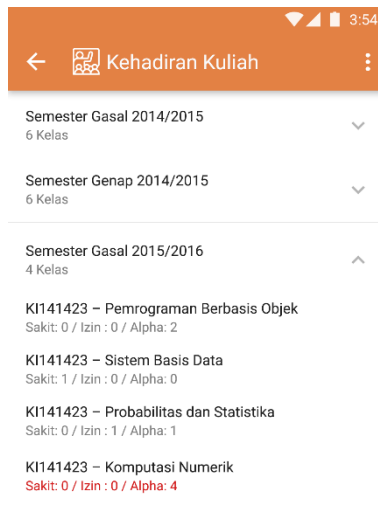 3:54
Kehadiran Kuliah
Semester Gasal 2014/2015
6 Kelas
Semester Genap 2014/2015
6 Kelas
Semester Gasal 2015/2016
4 Kelas
KI141423 – Pemrograman Berbasis Objek
Sakit: 0 / Izin : 0 / Alpha: 2
KI141423 – Sistem Basis Data
Sakit: 1 / Izin : 0 / Alpha: 0
KI141423 – Probabilitas dan Statistika
Sakit: 0 / Izin : 1 / Alpha: 1
KI141423 – Komputasi Numerik
Sakit: 0 / Izin : 0 / Alpha: 4